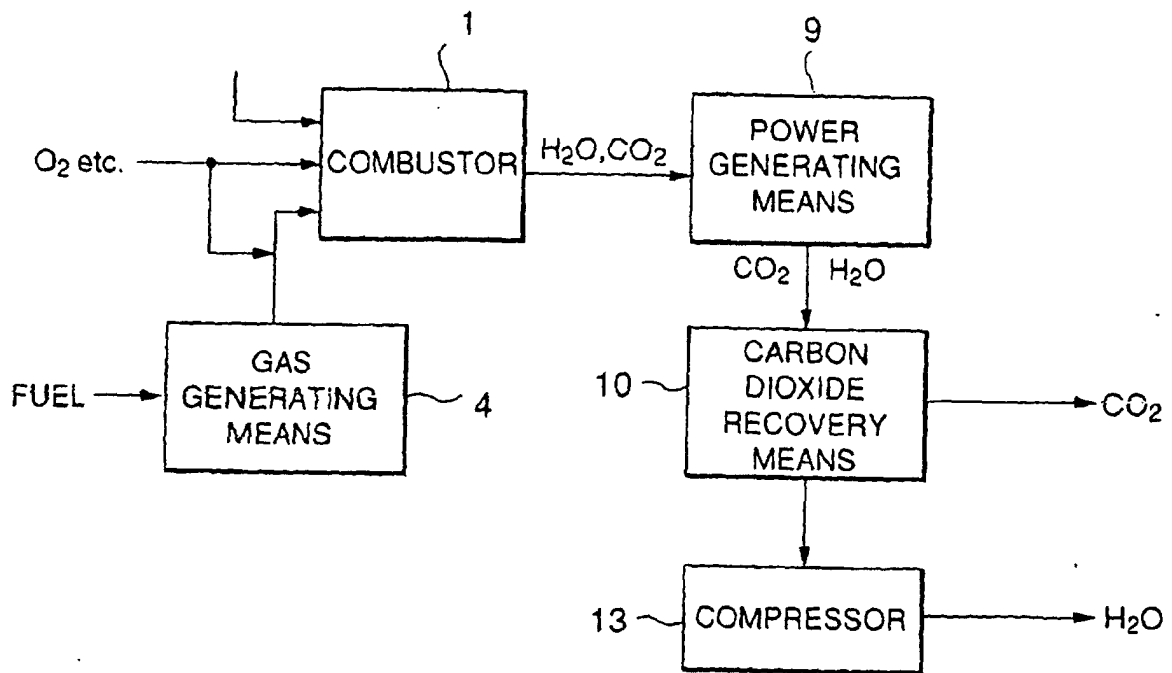 1
9
COMBUSTOR
O₂ etc.
H₂O,CO₂
POWER
GENERATING
MEANS
CO₂ H₂O
GAS
GENERATING
MEANS
FUEL
4
CARBON
DIOXIDE
RECOVERY
MEANS
10
CO₂
COMPRESSOR
13
H₂O